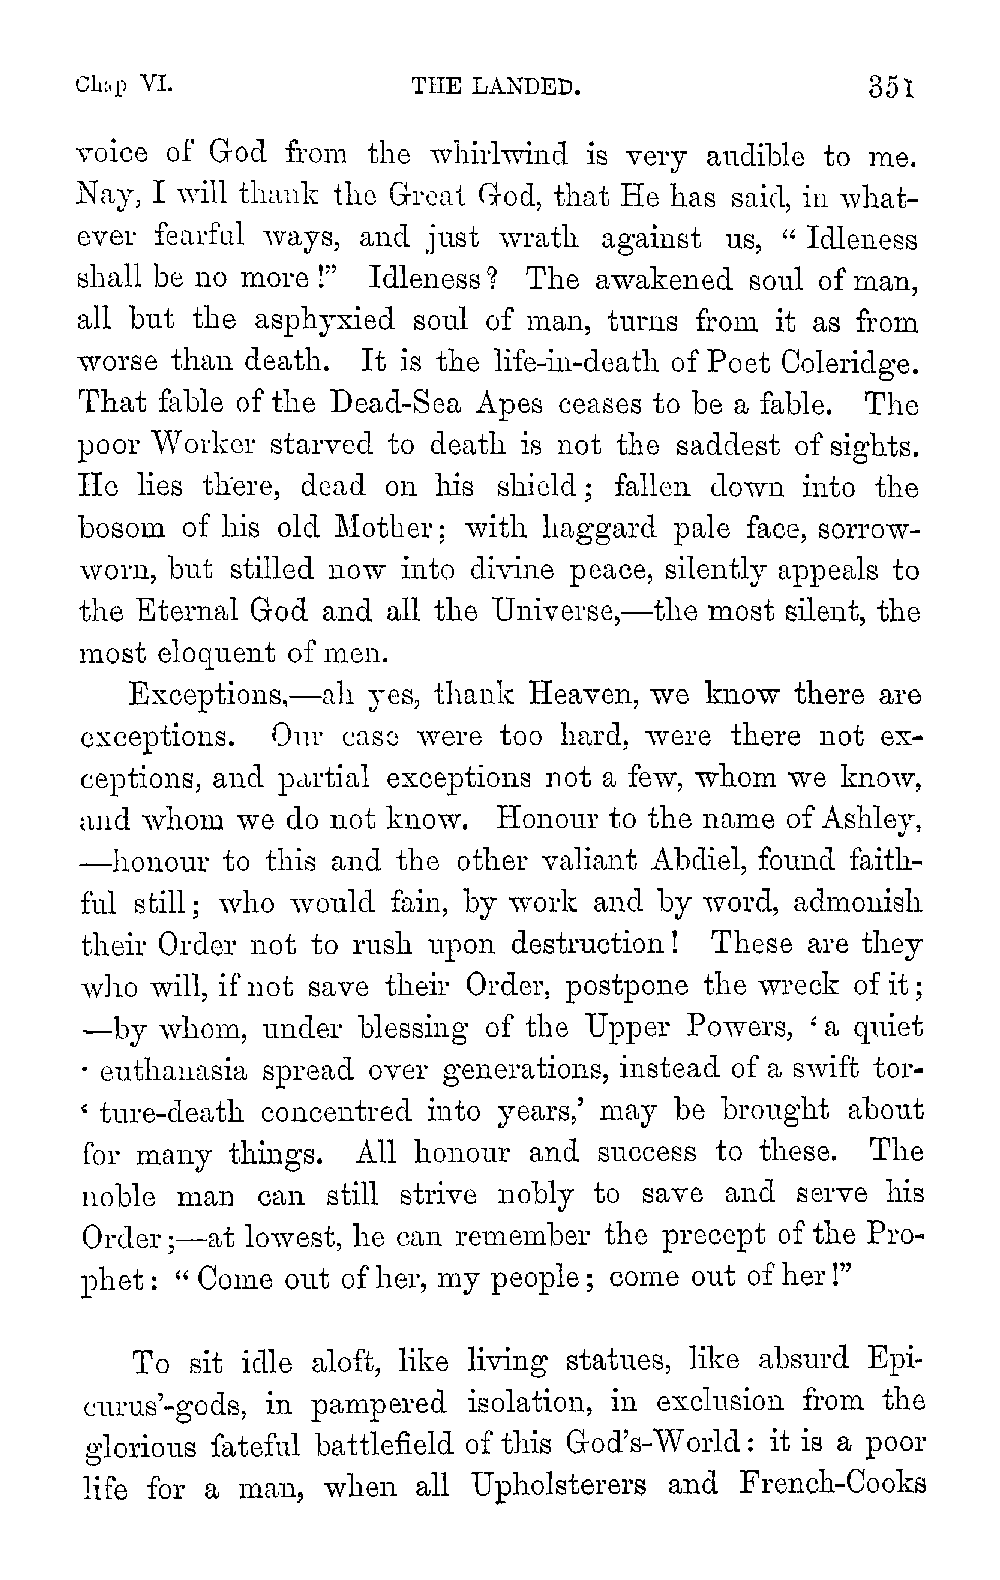 Chap VI. THE LANDED. 351
voice of God from the whirlwind is very audible to me.
Nay, I will thank the Great God, that He has said, in what-
ever fearful ways, and just wrath against us, “ Idleness
shall be no more !” Idleness? The awakened soul of man,
all but the asphyxied soul of man, turns from it as from
worse than death. It is the life-in-death of Poet Coleridge.
That fable of the Dead-Sea Apes ceases to be a fable. The
poor Worker starved to death is not the saddest of sights.
He lies there, dead on his shield; fallen down into the
bosom of his old Mother; with haggard pale face, sorrow-
worn, but stilled now into divine peace, silently appeals to
the Eternal God and all the Universe,—the most silent, the
most eloquent of men.
Exceptions,—ah yes, thank Heaven, we know there are
exceptions. Our case were too hard, were there not ex-
ceptions, and partial exceptions not a few, whom we know,
and whom we do not know. Honour to the name of Ashley,
—honour to this and the other valiant Abdiel, found faith-
ful still; who would fain, by work and by word, admonish
their Order not to rush upon destruction! These are they
who will, if not save their Order, postpone the wreck of it;
—by whom, under blessing of the Upper Powers, ‘ a quiet
‘ euthanasia spread over generations, instead of a swift tor-
‘ ture-death concentred into years,’ may be brought about
for many things. All honour and success to these. The
noble man can still strive nobly to save and serve his
Order;—at lowest, he can remember the precept of the Pro-
phet: “ Come out of her, my people; come out of her!”
To sit idle aloft, like living statues, like absurd Epi-
curus’-gods, in pampered isolation, in exclusion from the
glorious fateful battlefield of this God’s-World: it is a poor
life for a man, when all Upholsterers and French-Cooks